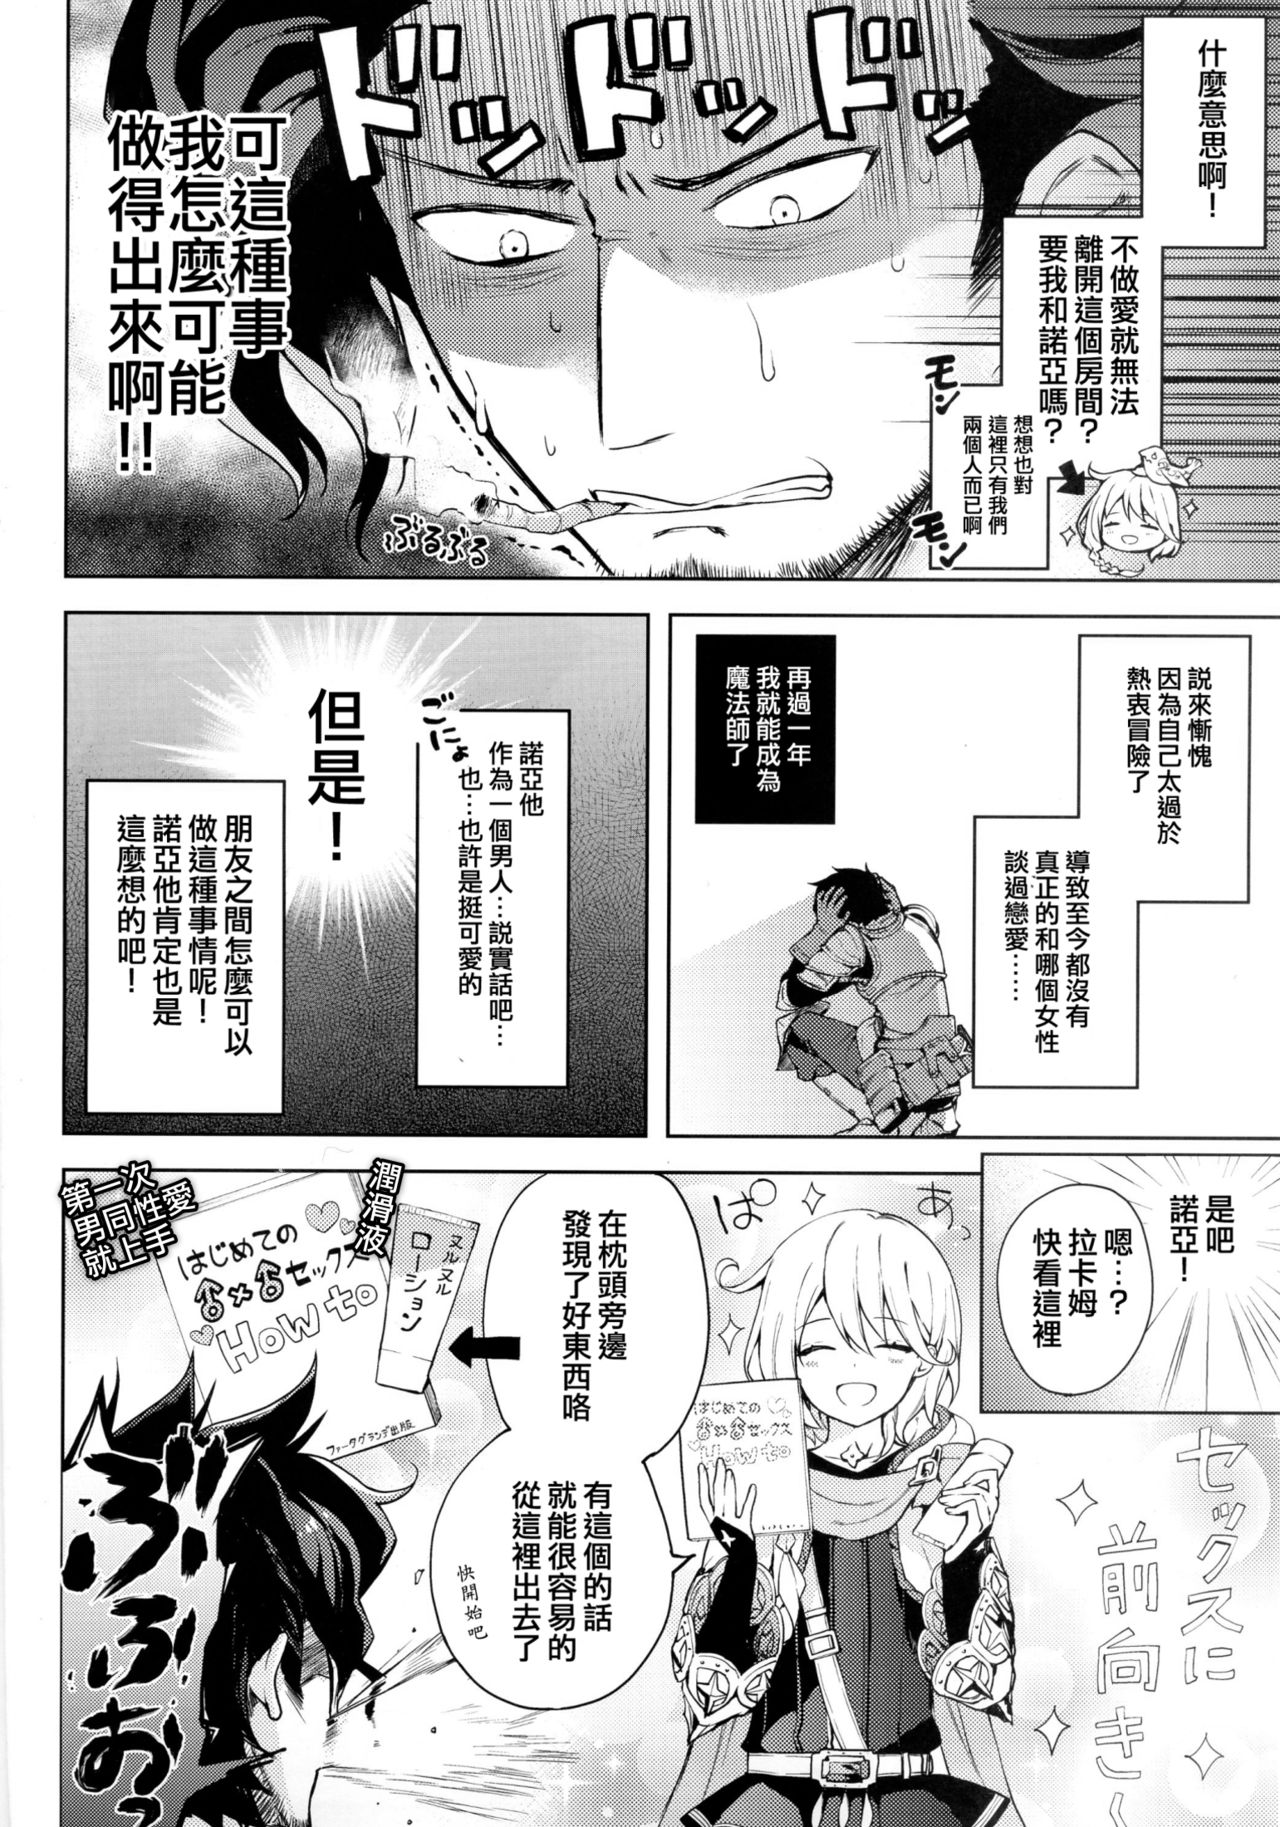 什麼意思啊！
不做愛就無法
離開這個房間？
要我和諾亞嗎？
想想也對
這裡只有我們
兩個人而已啊
モン
モン
ドッドッドッ
ぶるぶる
可這種事
我怎麼可能
做得出來啊!!
說來慚愧
因為自己太過於
熱衷冒險了
導致至今都沒有
真正的和哪個女性
談過戀愛……
再過一年
我就能成為
魔法師了
諾亞他
作為一個男人…說實話吧…
也…也許是挺可愛的
ごにょ
但是！
朋友之間怎麼可以
做這種事情呢！
諾亞他肯定也是
這麼想的吧！
是吧
諾亞！
嗯…？
拉卡姆
快看這裡
セックスに
前向き～
ぱあっ
はじめての
♂×♂セックス
How to
在枕頭旁邊
發現了好東西咯
有這個的話
就能很容易的
從這裡出去了
快開始吧
潤滑液
ヌルヌル
ローション
第一次
男同性愛
就上手
はじめての
♂×♂セックス
How to
ファータグランデ出版
ぶふぉっ